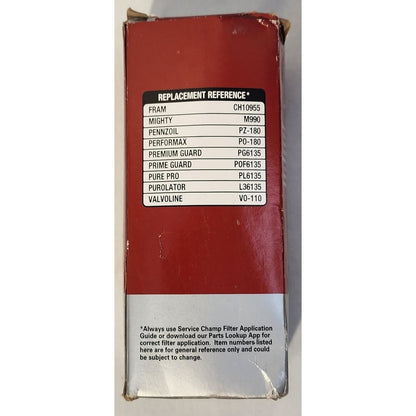 REPLACEMENT REFERENCE*
FRAM CH10955
MIGHTY M990
PENNZOIL PZ-180
PERFORMAX PO-180
PREMIUM GUARD PG6135
PRIME GUARD POF6135
PURE PRO PL6135
PUROLATOR L36135
VALVOLINE VO-110
*Always use Service Champ Filter Application
Guide or download our Parts Lookup App for
correct filter application. Item numbers listed
here are for general reference only and could
be subject to change.